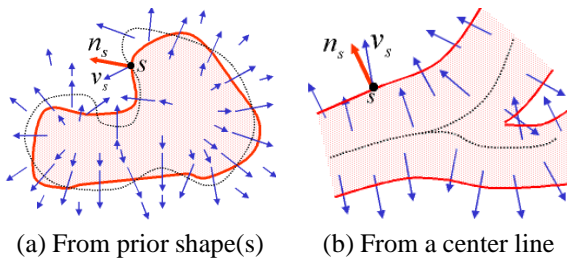 n_s
S
v_s
n_s
v_s
s
(a) From prior shape(s)
(b) From a center line